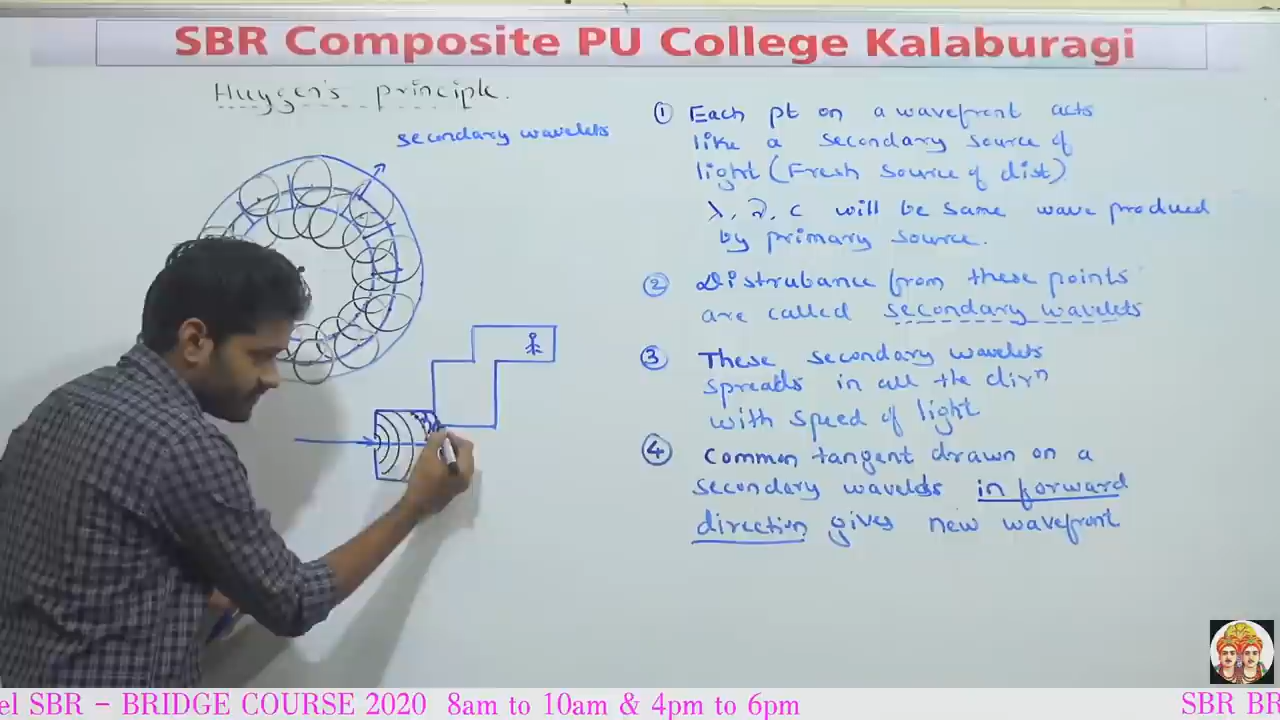 SBR Composite PU College Kalaburagi
Huygen's principle.
secondary wavelets
① Each pt on a wavefront acts
like a secondary source of
light (Fresh source of dist)
λ, ν, c will be same wave produced
by primary source.
② Distrubance from these points
are called secondary wavelets
③ These secondary wavelets
spreads in all the dirn
with speed of light
④ Common tangent drawn on a
secondary wavelets in forward
direction gives new wavefront
el SBR - BRIDGE COURSE 2020 8am to 10am & 4pm to 6pm
SBR BR